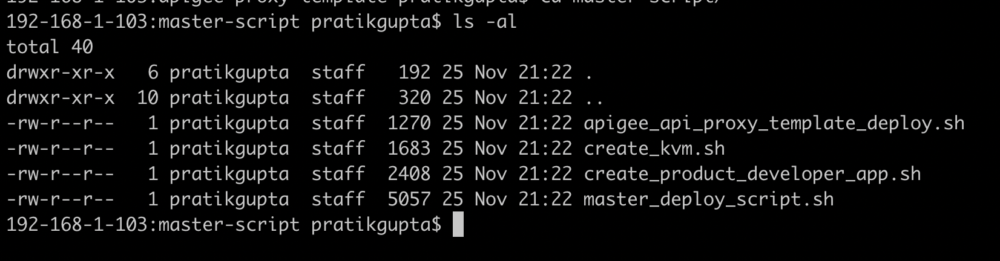 192-168-1-103:apigee-proxy-template pratikgupta$ cd master-script/
192-168-1-103:master-script pratikgupta$ ls -al
total 40
drwxr-xr-x   6 pratikgupta  staff   192 25 Nov 21:22 .
drwxr-xr-x  10 pratikgupta  staff   320 25 Nov 21:22 ..
-rw-r--r--   1 pratikgupta  staff  1270 25 Nov 21:22 apigee_api_proxy_template_deploy.sh
-rw-r--r--   1 pratikgupta  staff  1683 25 Nov 21:22 create_kvm.sh
-rw-r--r--   1 pratikgupta  staff  2408 25 Nov 21:22 create_product_developer_app.sh
-rw-r--r--   1 pratikgupta  staff  5057 25 Nov 21:22 master_deploy_script.sh
192-168-1-103:master-script pratikgupta$